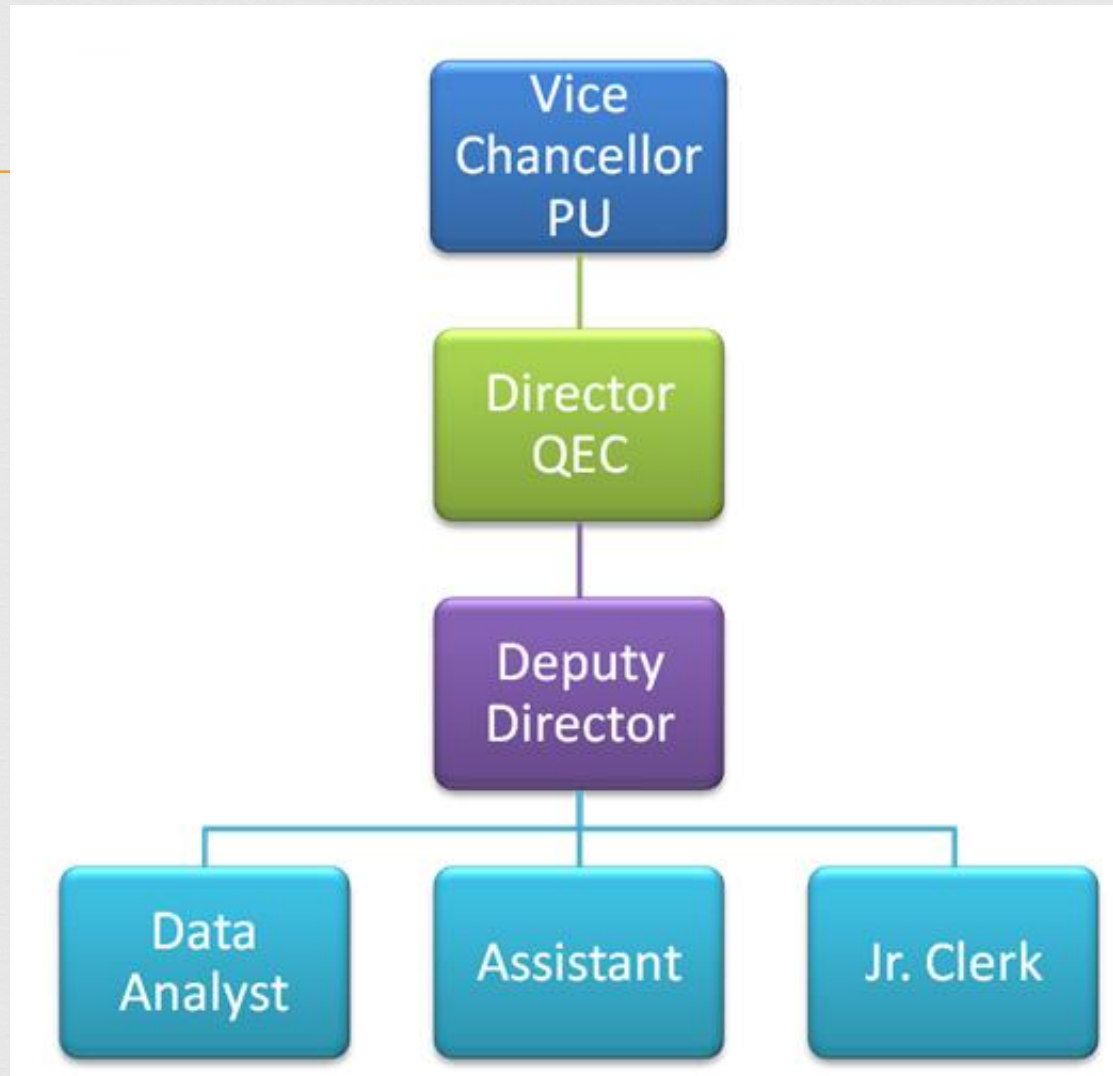 Vice
Chancellor
PU
Director
QEC
Deputy
Director
Data
Analyst
Assistant
Jr. Clerk